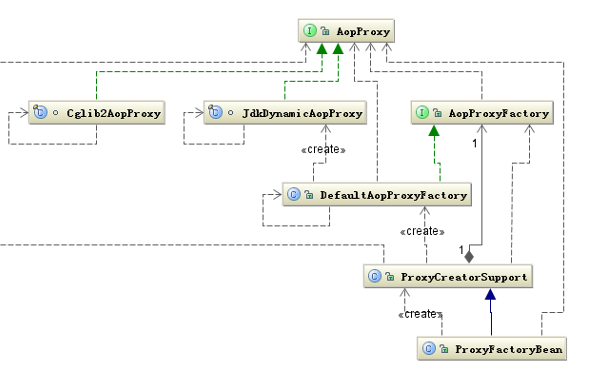 AopProxy
Cglib2AopProxy
JdkDynamicAopProxy
AopProxyFactory
«create»
1
DefaultAopProxyFactory
«create»
1
ProxyCreatorSupport
«create»
ProxyFactoryBean